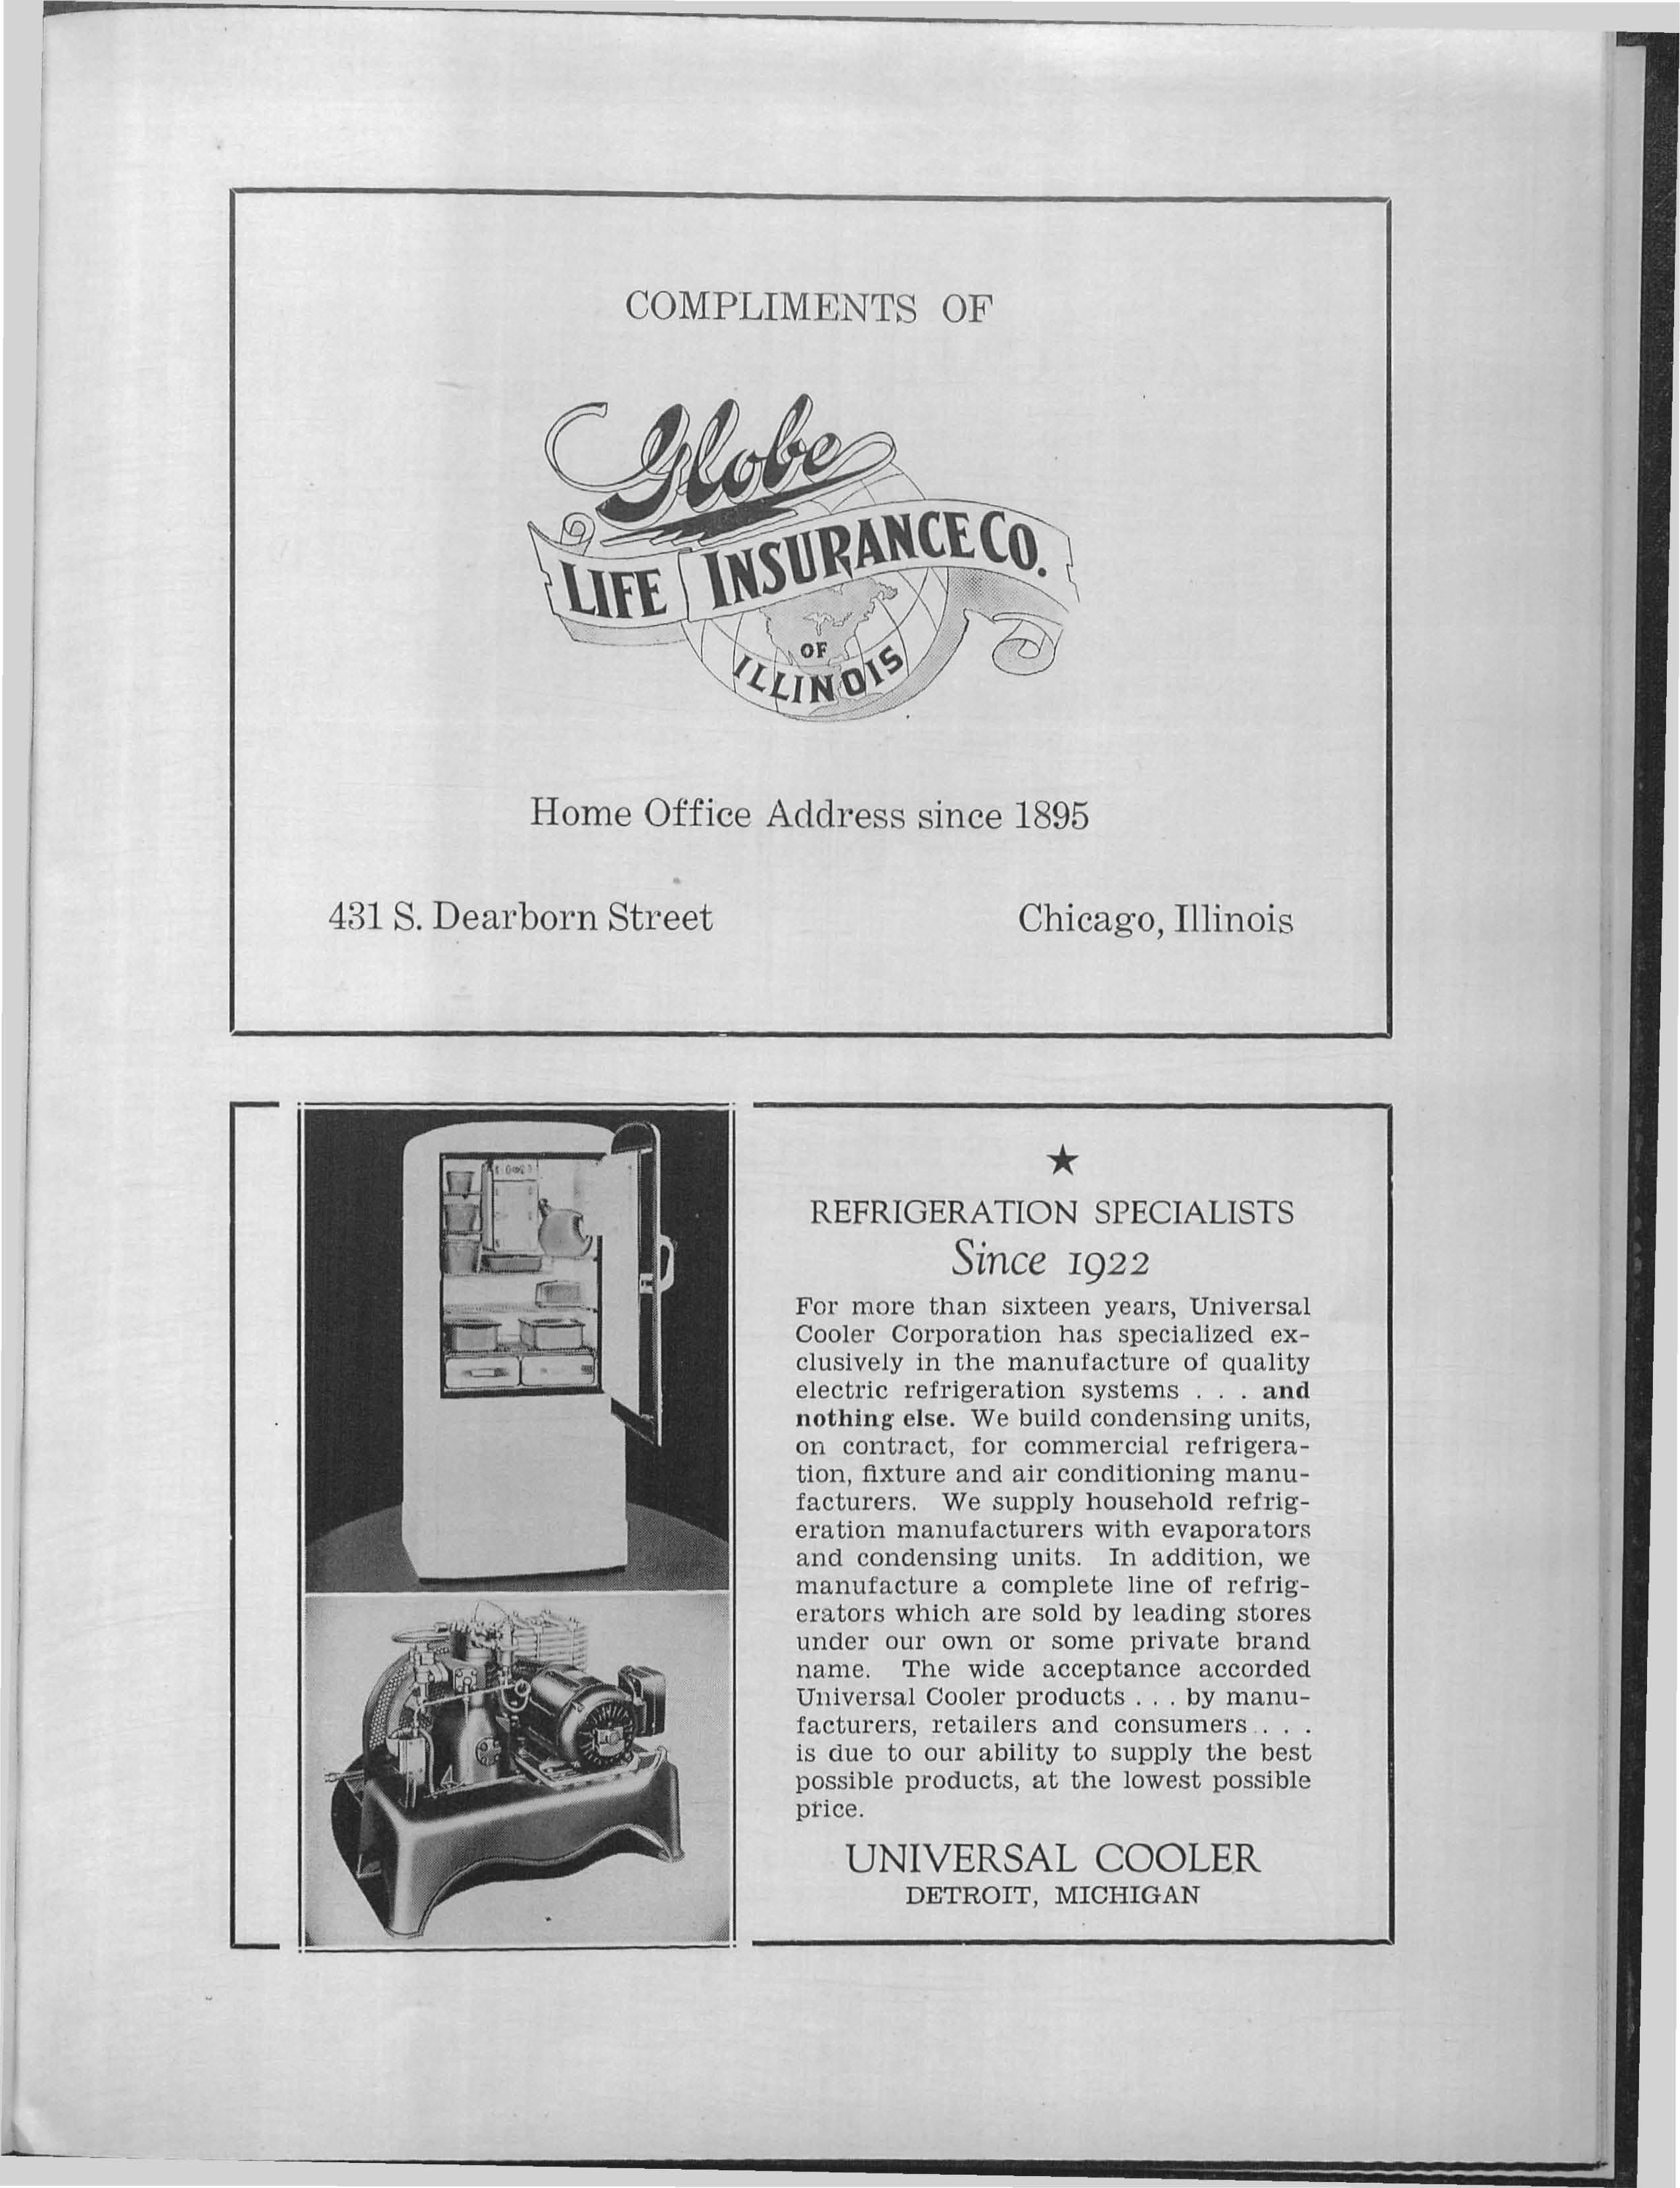 COMPLIMENTS OF
Globe
LIFE INSURANCE CO.
OF
ILLINOIS
Home Office Address since 1895
431 S. Dearborn Street Chicago, Illinois
★
REFRIGERATION SPECIALISTS
Since 1922
For more than sixteen years, Universal
Cooler Corporation has specialized ex-
clusively in the manufacture of quality
electric refrigeration systems . . . and
nothing else. We build condensing units,
on contract, for commercial refrigera-
tion, fixture and air conditioning manu-
facturers. We supply household refrig-
eration manufacturers with evaporators
and condensing units. In addition, we
manufacture a complete line of refrig-
erators which are sold by leading stores
under our own or some private brand
name. The wide acceptance accorded
Universal Cooler products . . . by manu-
facturers, retailers and consumers . . .
is due to our ability to supply the best
possible products, at the lowest possible
price.
UNIVERSAL COOLER
DETROIT, MICHIGAN